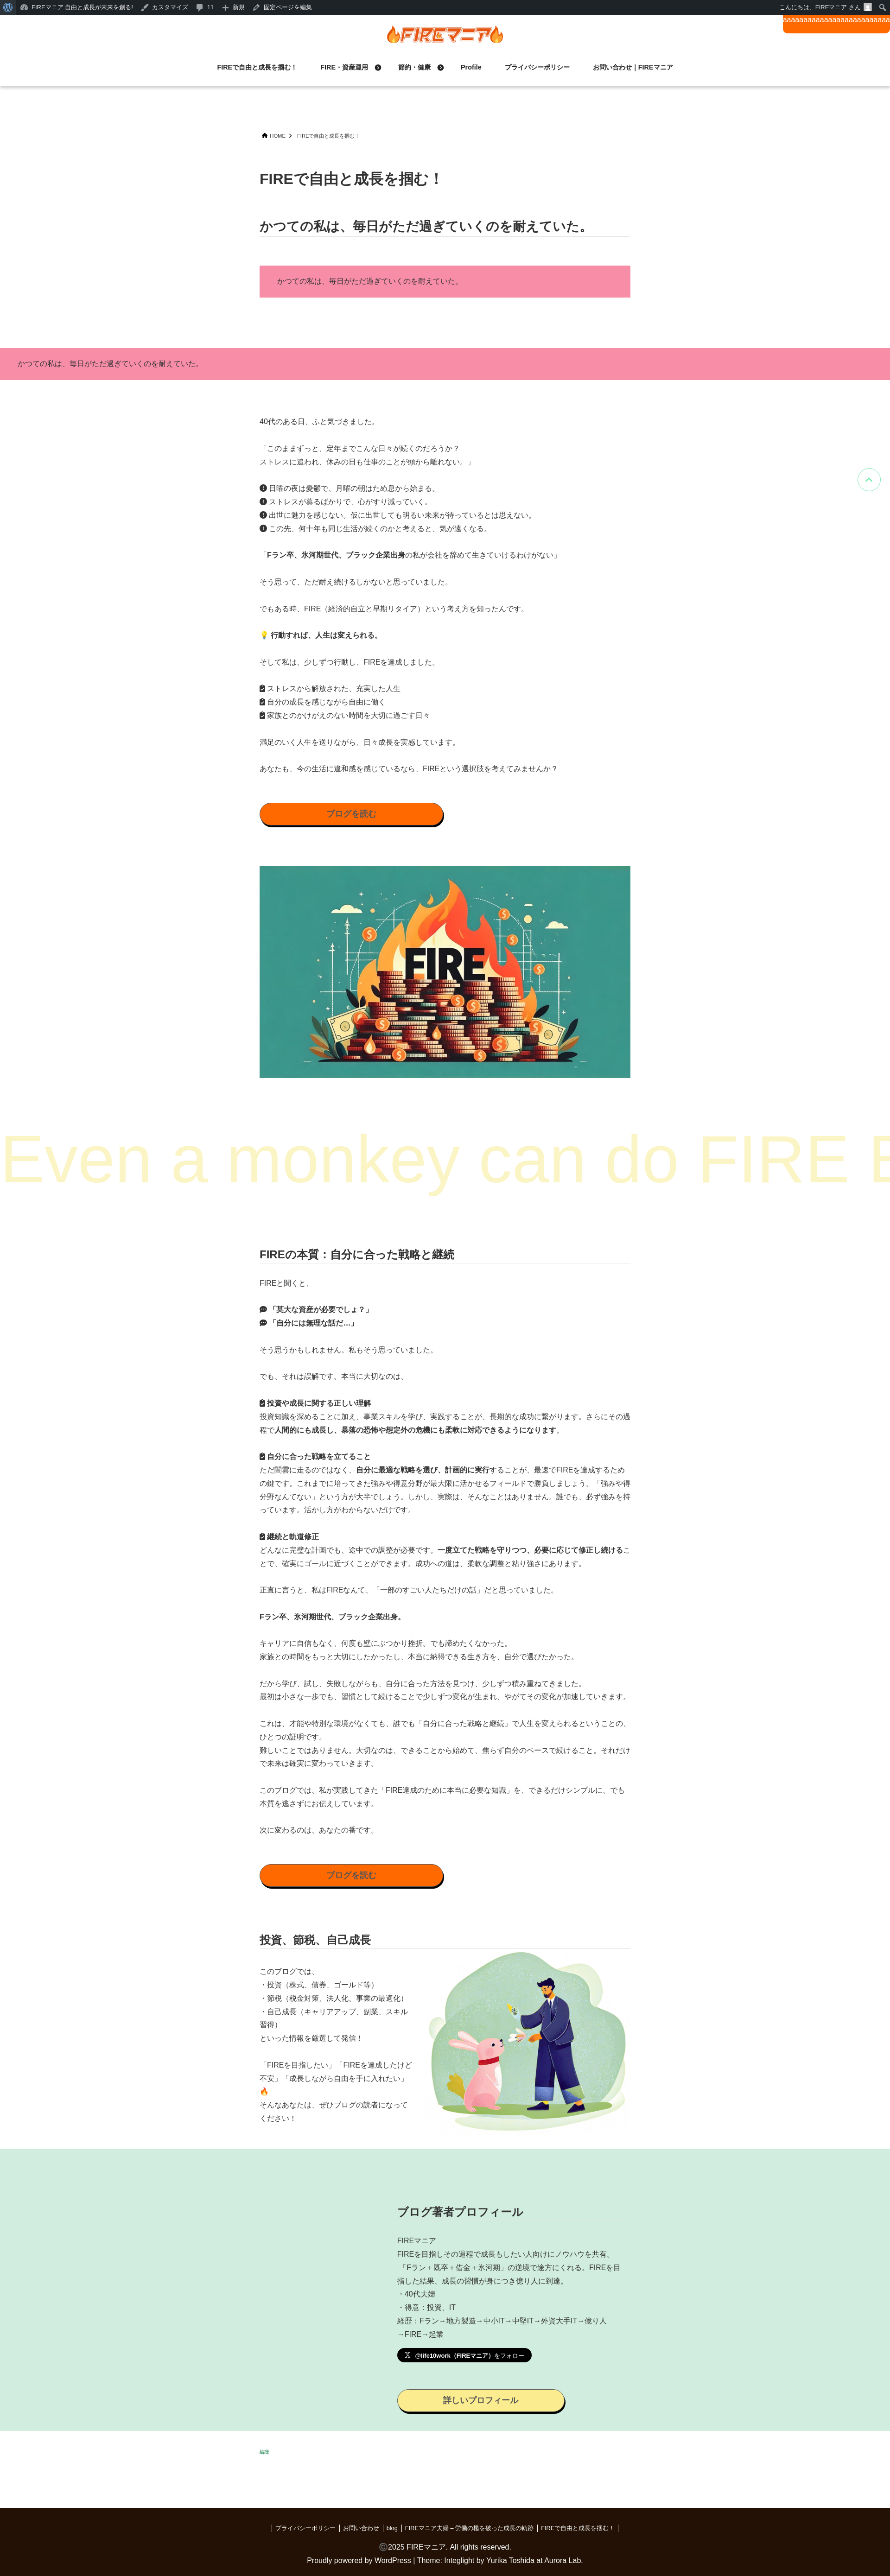 FIREマニア 自由と成長が未来を創る! カスタマイズ 11 新規 固定ページを編集 こんにちは、FIREマニア さん
🔥FIREマニア🔥
FIREで自由と成長を掴む！ FIRE・資産運用 節約・健康 Profile プライバシーポリシー お問い合わせ｜FIREマニア
HOME FIREで自由と成長を掴む！
FIREで自由と成長を掴む！
かつての私は、毎日がただ過ぎていくのを耐えていた。
かつての私は、毎日がただ過ぎていくのを耐えていた。
かつての私は、毎日がただ過ぎていくのを耐えていた。
40代のある日、ふと気づきました。
「このままずっと、定年までこんな日々が続くのだろうか？
ストレスに追われ、休みの日も仕事のことが頭から離れない。」
日曜の夜は憂鬱で、月曜の朝はため息から始まる。
ストレスが募るばかりで、心がすり減っていく。
出世に魅力を感じない。仮に出世しても明るい未来が待っているとは思えない。
この先、何十年も同じ生活が続くのかと考えると、気が遠くなる。
「Fラン卒、氷河期世代、ブラック企業出身の私が会社を辞めて生きていけるわけがない」
そう思って、ただ耐え続けるしかないと思っていました。
でもある時、FIRE（経済的自立と早期リタイア）という考え方を知ったんです。
💡 行動すれば、人生は変えられる。
そして私は、少しずつ行動し、FIREを達成しました。
ストレスから解放された、充実した人生
自分の成長を感じながら自由に働く
家族とのかけがえのない時間を大切に過ごす日々
満足のいく人生を送りながら、日々成長を実感しています。
あなたも、今の生活に違和感を感じているなら、FIREという選択肢を考えてみませんか？
ブログを読む
FIRE
Even a monkey can do FIRE E
FIREの本質：自分に合った戦略と継続
FIREと聞くと、
「莫大な資産が必要でしょ？」
「自分には無理な話だ…」
そう思うかもしれません。私もそう思っていました。
でも、それは誤解です。本当に大切なのは、
投資や成長に関する正しい理解
投資知識を深めることに加え、事業スキルを学び、実践することが、長期的な成功に繋がります。さらにその過
程で人間的にも成長し、暴落の恐怖や想定外の危機にも柔軟に対応できるようになります。
自分に合った戦略を立てること
ただ闇雲に走るのではなく、自分に最適な戦略を選び、計画的に実行することが、最速でFIREを達成するため
の鍵です。これまでに培ってきた強みや得意分野が最大限に活かせるフィールドで勝負しましょう。「強みや得
分野なんてない」という方が大半でしょう。しかし、実際は、そんなことはありません。誰でも、必ず強みを持
っています。活かし方がわからないだけです。
継続と軌道修正
どんなに完璧な計画でも、途中での調整が必要です。一度立てた戦略を守りつつ、必要に応じて修正し続けるこ
とで、確実にゴールに近づくことができます。成功への道は、柔軟な調整と粘り強さにあります。
正直に言うと、私はFIREなんて、「一部のすごい人たちだけの話」だと思っていました。
Fラン卒、氷河期世代、ブラック企業出身。
キャリアに自信もなく、何度も壁にぶつかり挫折。でも諦めたくなかった。
家族との時間をもっと大切にしたかったし、本当に納得できる生き方を、自分で選びたかった。
だから学び、試し、失敗しながらも、自分に合った方法を見つけ、少しずつ積み重ねてきました。
最初は小さな一歩でも、習慣として続けることで少しずつ変化が生まれ、やがてその変化が加速していきます。
これは、才能や特別な環境がなくても、誰でも「自分に合った戦略と継続」で人生を変えられるということの、
ひとつの証明です。
難しいことではありません。大切なのは、できることから始めて、焦らず自分のペースで続けること。それだけ
で未来は確実に変わっていきます。
このブログでは、私が実践してきた「FIRE達成のために本当に必要な知識」を、できるだけシンプルに、でも
本質を逃さずにお伝えしています。
次に変わるのは、あなたの番です。
ブログを読む
投資、節税、自己成長
このブログでは、
・投資（株式、債券、ゴールド等）
・節税（税金対策、法人化、事業の最適化）
・自己成長（キャリアアップ、副業、スキル
習得）
といった情報を厳選して発信！
「FIREを目指したい」「FIREを達成したけど
不安」「成長しながら自由を手に入れたい」
🔥
そんなあなたは、ぜひブログの読者になって
ください！
ブログ著者プロフィール
FIREマニア
FIREを目指しその過程で成長もしたい人向けにノウハウを共有。
「Fラン＋既卒＋借金＋氷河期」の逆境で途方にくれる。FIREを目
指した結果、成長の習慣が身につき億り人に到達。
・40代夫婦
・得意：投資、IT
経歴：Fラン→地方製造→中小IT→中堅IT→外資大手IT→億り人
→FIRE→起業
𝕏 @life10work（FIREマニア）をフォロー
詳しいプロフィール
編集
プライバシーポリシー お問い合わせ blog FIREマニア夫婦 – 労働の檻を破った成長の軌跡 FIREで自由と成長を掴む！
©2025 FIREマニア. All rights reserved.
Proudly powered by WordPress | Theme: Integlight by Yurika Toshida at Aurora Lab.